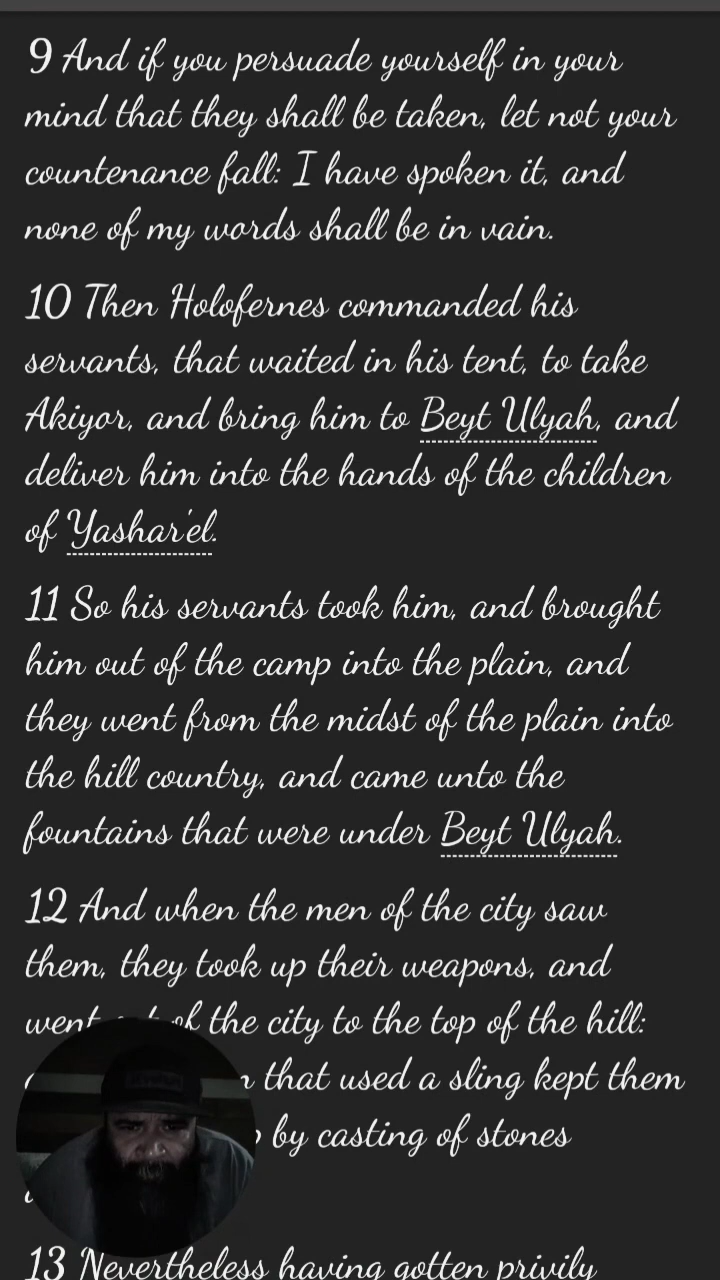 9 And if you persuade yourself in your
mind that they shall be taken, let not your
countenance fall: I have spoken it, and
none of my words shall be in vain.
10 Then Holofernes commanded his
servants, that waited in his tent, to take
Akiyor, and bring him to Beyt Ulyah, and
deliver him into the hands of the children
of Yashar'el.
11 So his servants took him, and brought
him out of the camp into the plain, and
they went from the midst of the plain into
the hill country, and came unto the
fountains that were under Beyt Ulyah.
12 And when the men of the city saw
them, they took up their weapons, and
went of the city to the top of the hill:
that used a sling kept them
by casting of stones
13 Nevertheless having gotten privily